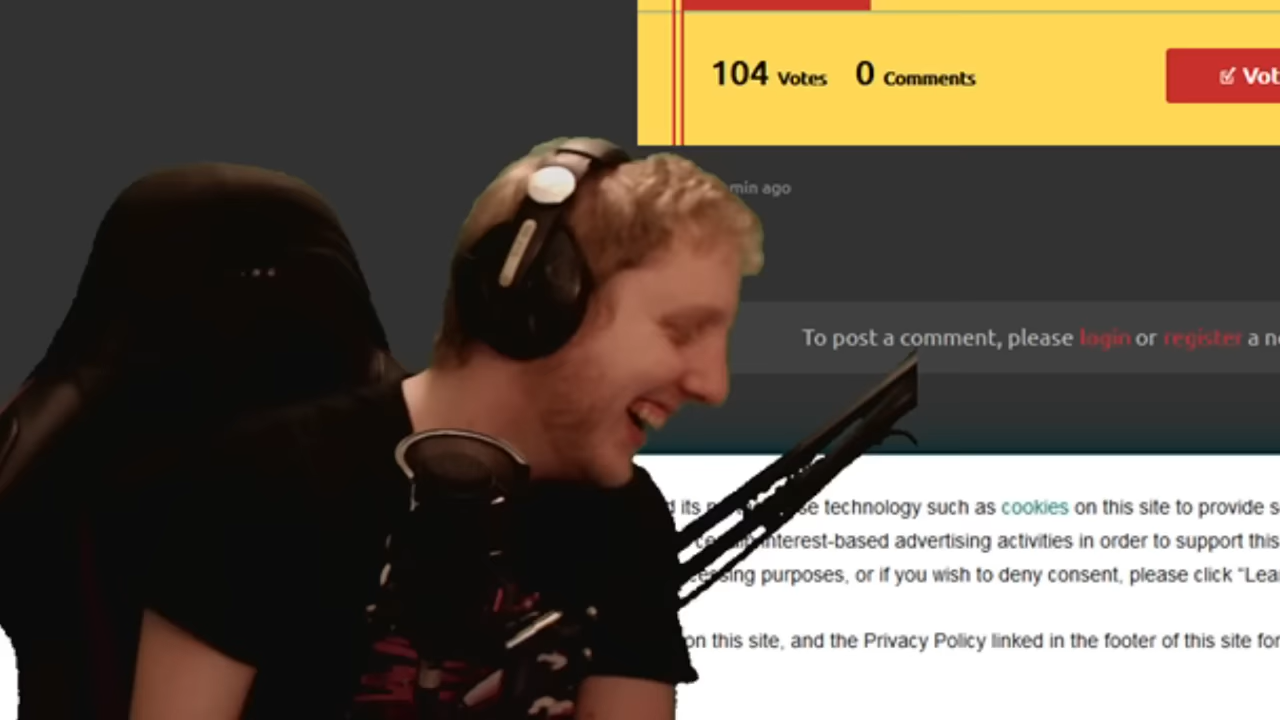 104 Votes 0 Comments
Vot
min ago
To post a comment, please login or register a
its se technology such as cookies on this site to provide s
interest-based advertising activities in order to support this
purposes, or if you wish to deny consent, please click “Lea
on this site, and the Privacy Policy linked in the footer of this site for